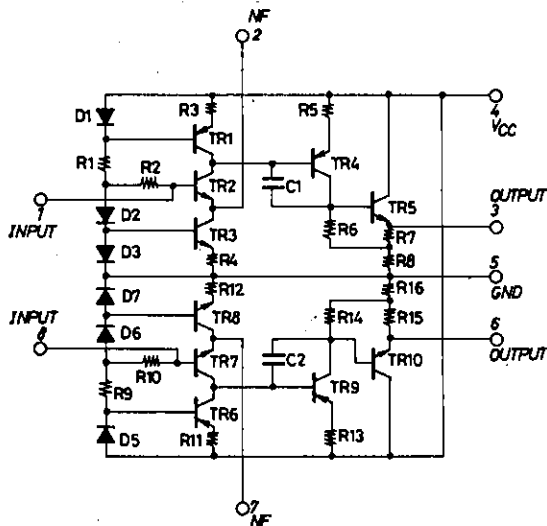 NF
2
D1
R3
R5
4
VCC
TR1
TR4
R1
R2
TR2
C1
TR5
OUTPUT
1
INPUT
D2
R6
R7
3
D3
TR3
R4
R8
5
GND
D7
R12
R16
INPUT
8
D6
TR8
R14
R15
6
OUTPUT
R10
TR7
C2
TR10
R9
TR9
TR6
D5
R11
R13
7
NF